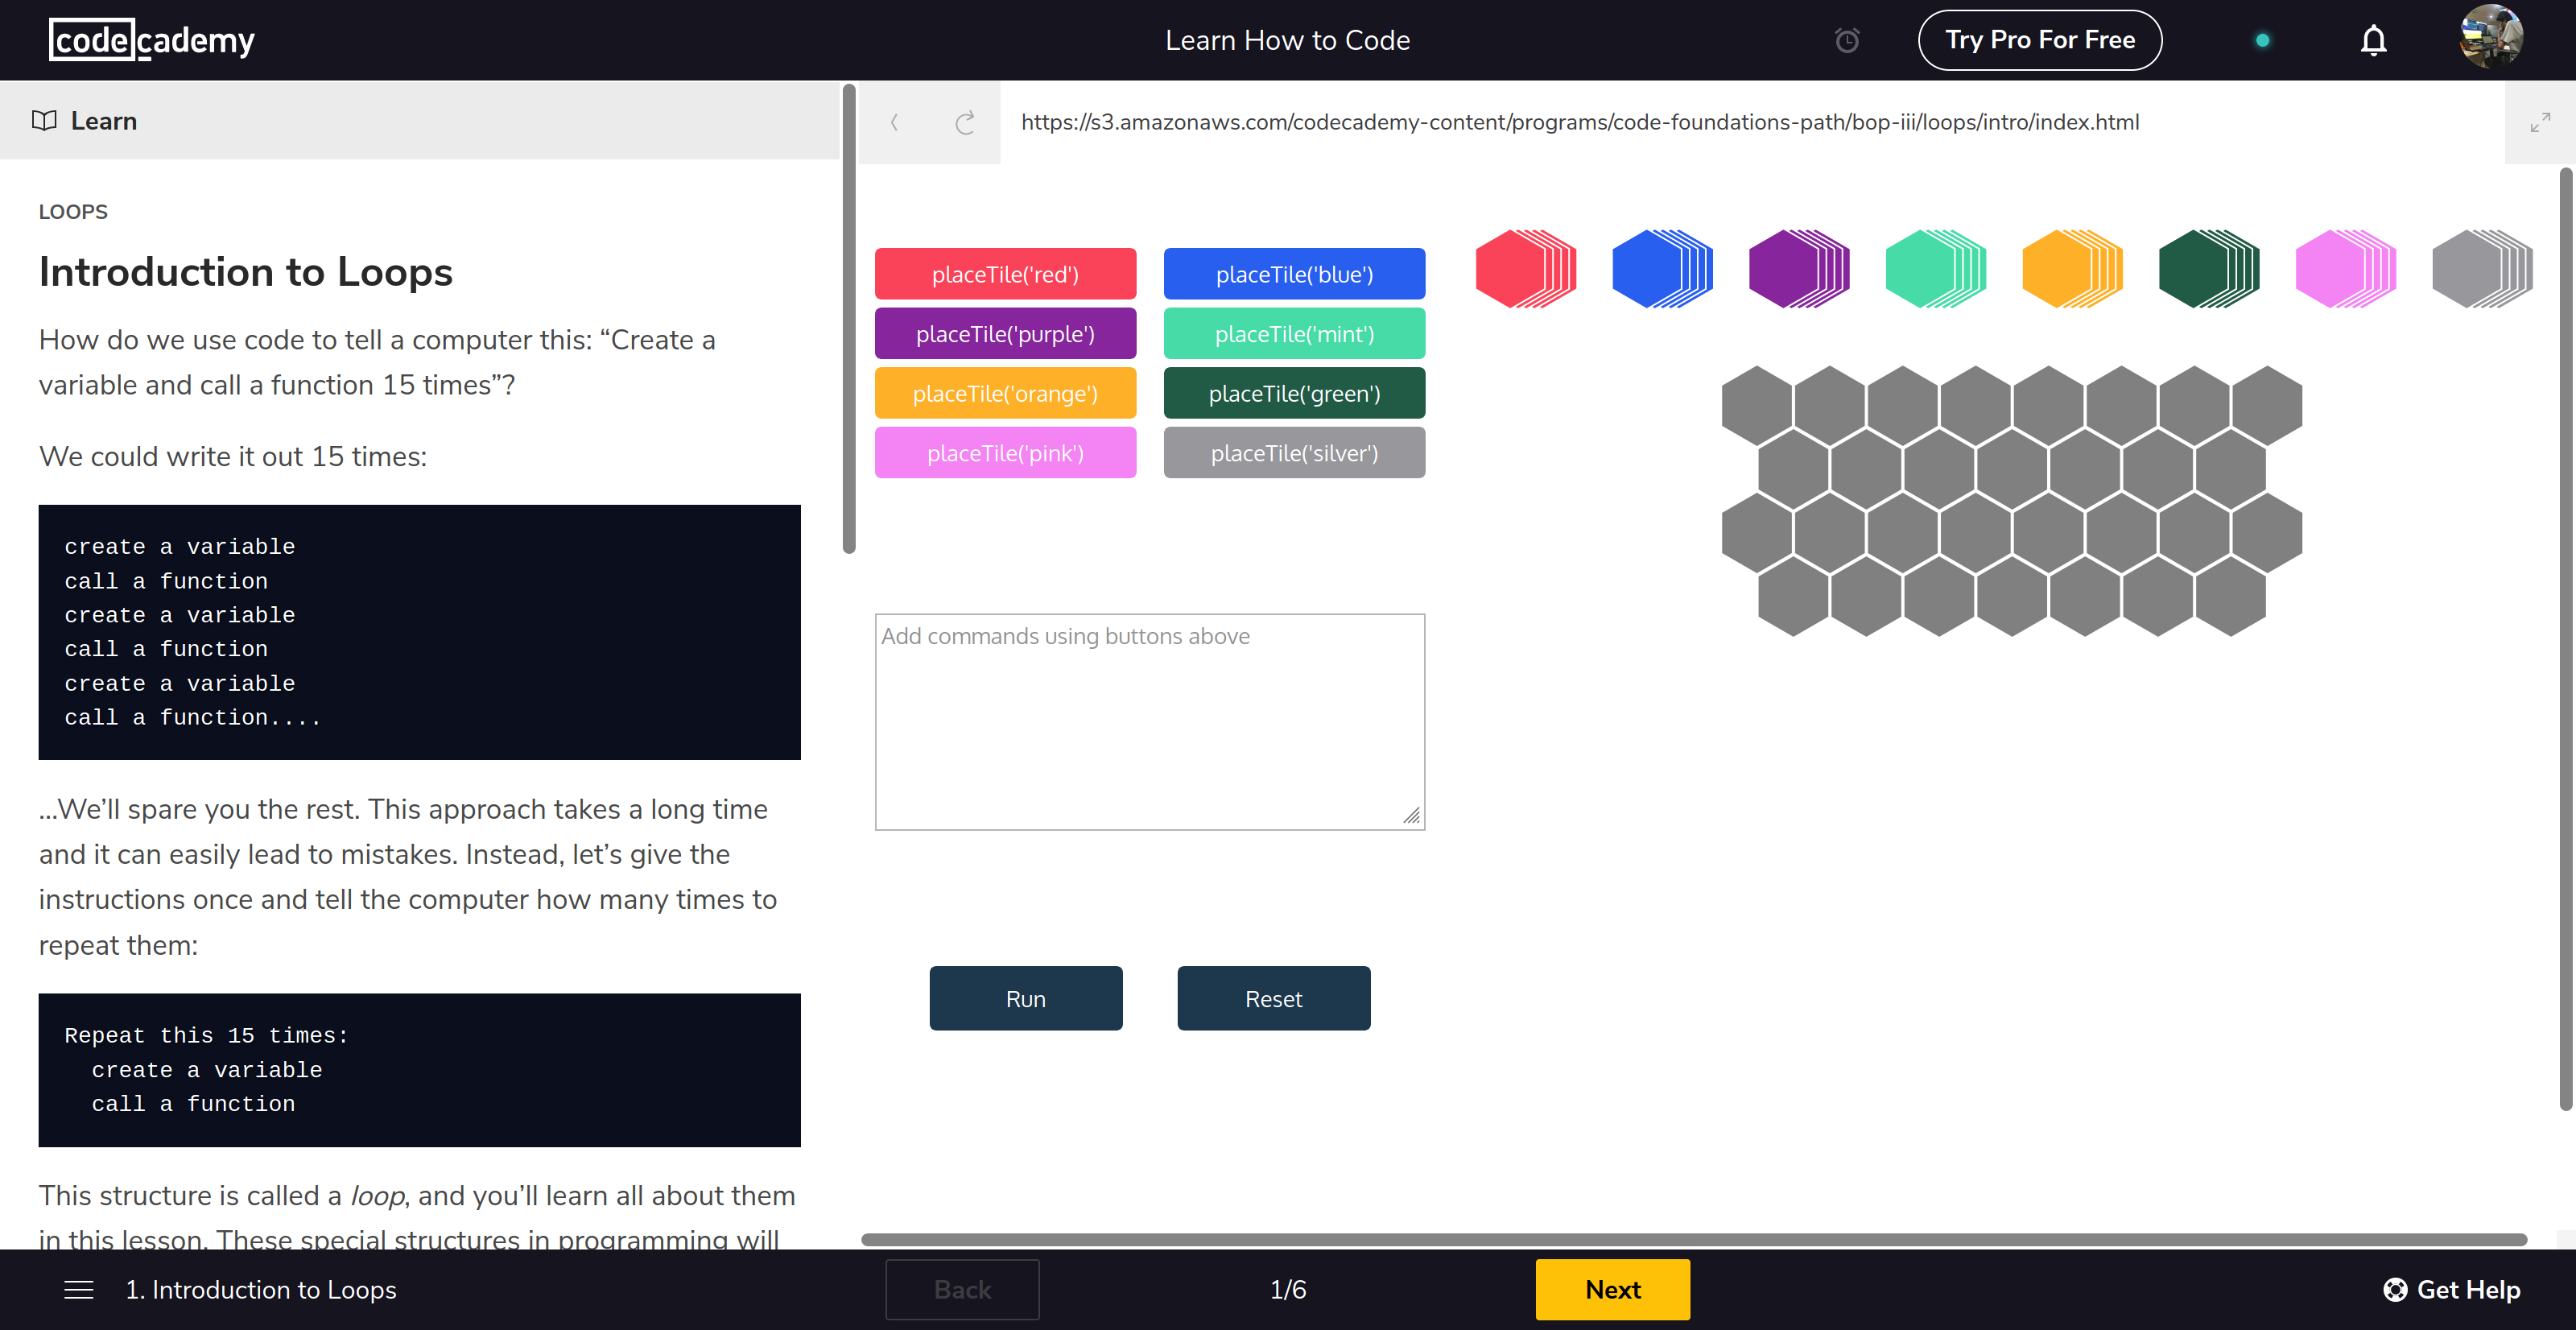 codecademy
Learn How to Code
Try Pro For Free
Learn
https://s3.amazonaws.com/codecademy-content/programs/code-foundations-path/bop-iii/loops/intro/index.html
LOOPS
Introduction to Loops
How do we use code to tell a computer this: “Create a
variable and call a function 15 times”?
We could write it out 15 times:
create a variable
call a function
create a variable
call a function
create a variable
call a function....
…We’ll spare you the rest. This approach takes a long time
and it can easily lead to mistakes. Instead, let’s give the
instructions once and tell the computer how many times to
repeat them:
Repeat this 15 times:
create a variable
call a function
This structure is called a loop, and you’ll learn all about them
in this lesson. These special structures in programming will
placeTile('red')
placeTile('blue')
placeTile('purple')
placeTile('mint')
placeTile('orange')
placeTile('green')
placeTile('pink')
placeTile('silver')
Add commands using buttons above
Run
Reset
1. Introduction to Loops
Back
1/6
Next
Get Help